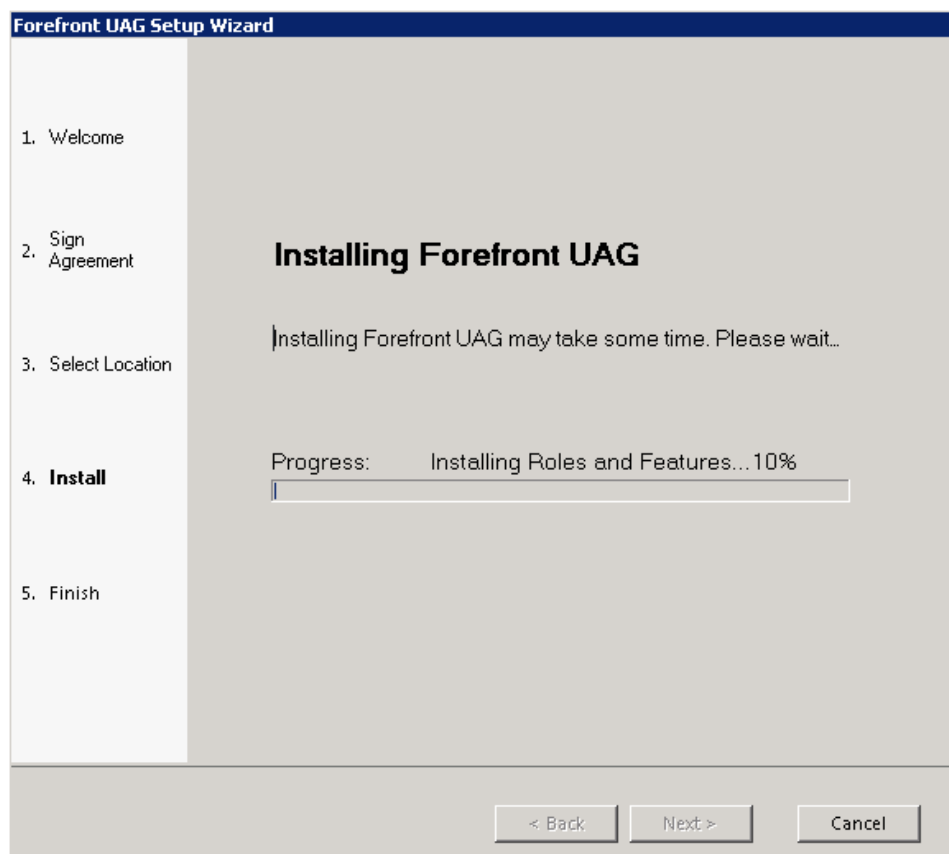 Forefront UAG Setup Wizard
1. Welcome
2. Sign
Agreement
3. Select Location
4. Install
5. Finish
Installing Forefront UAG
Installing Forefront UAG may take some time. Please wait...
Progress: Installing Roles and Features...10%
< Back
Next >
Cancel